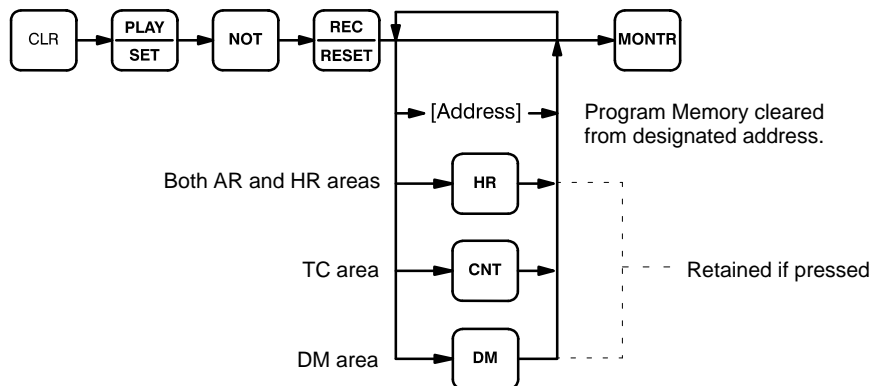 CLR PLAY SET NOT REC RESET MONTR
[Address]
Program Memory cleared
from designated address.
Both AR and HR areas HR
TC area CNT Retained if pressed
DM area DM